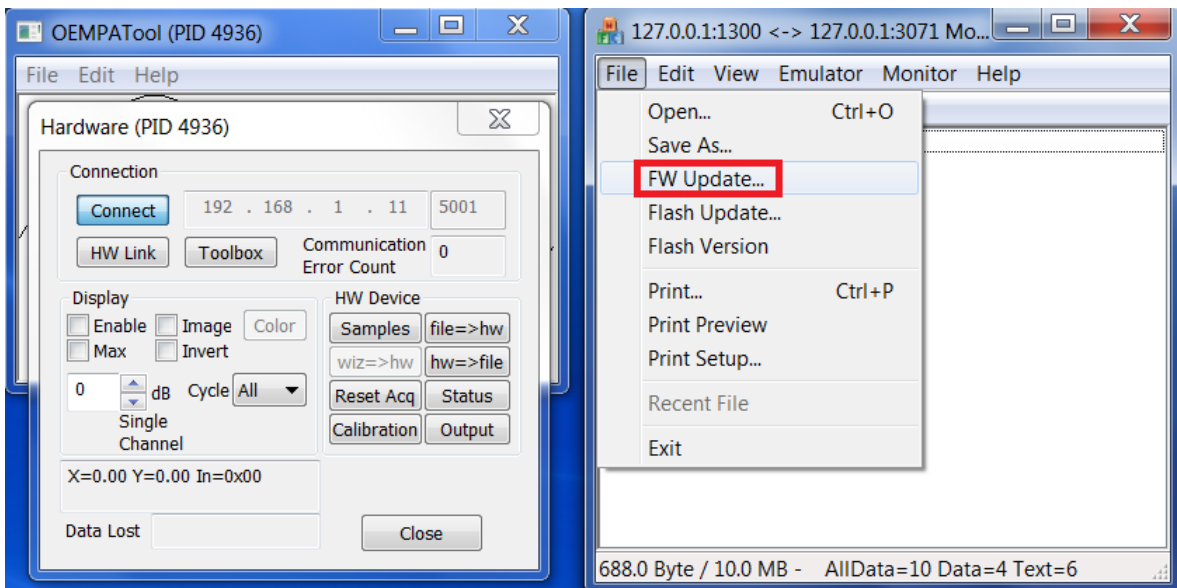 OEMPATool (PID 4936)
File Edit Help
Hardware (PID 4936)
Connection
Connect 192 . 168 . 1 . 11 5001
HW Link Toolbox Communication Error Count 0
Display
Enable Image Color
Max Invert
0 dB Cycle All
Single
Channel
HW Device
Samples file=>hw
wiz=>hw hw=>file
Reset Acq Status
Calibration Output
X=0.00 Y=0.00 In=0x00
Data Lost Close
127.0.0.1:1300 <-> 127.0.0.1:3071 Mo...
File Edit View Emulator Monitor Help
Open... Ctrl+O
Save As...
FW Update...
Flash Update...
Flash Version
Print... Ctrl+P
Print Preview
Print Setup...
Recent File
Exit
688.0 Byte / 10.0 MB - AllData=10 Data=4 Text=6